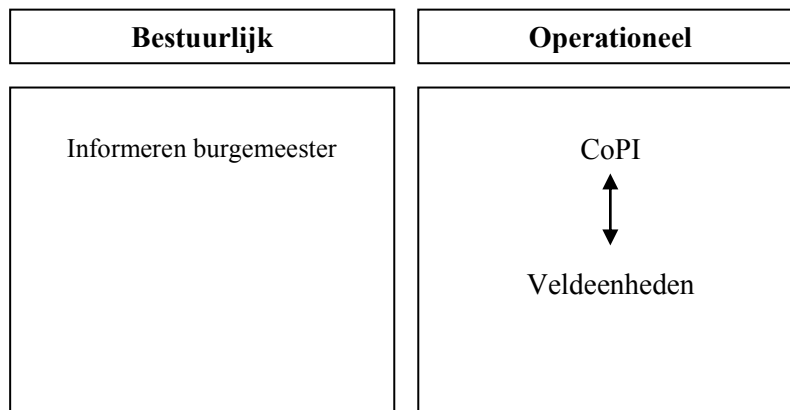 Bestuurlijk
Operationeel
Informeren burgemeester
CoPI
Veldeenheden